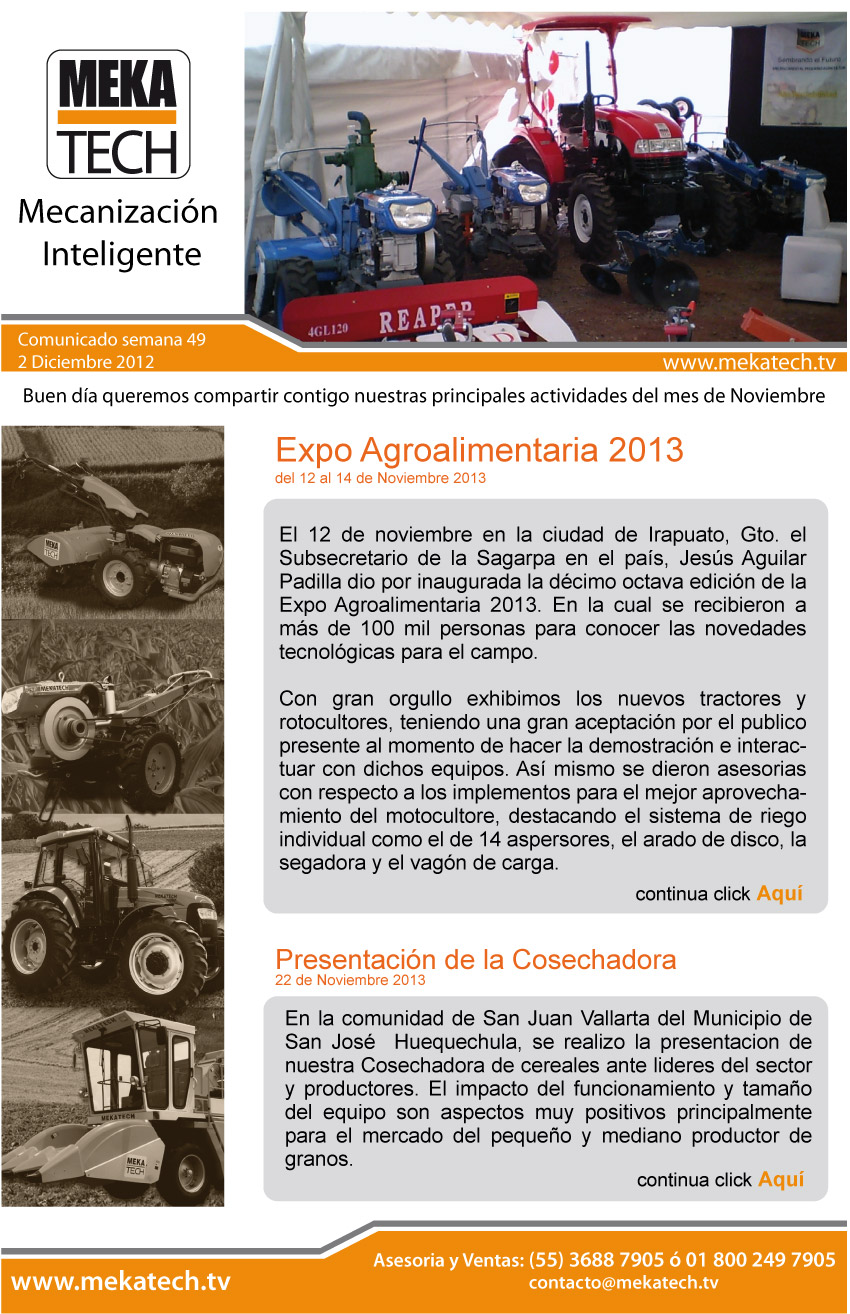 MEKA
TECH
Mecanización
Inteligente
MEKA
TECH
Sembrando el Futuro
4GL120
REAPER
Comunicado semana 49
2 Diciembre 2012
www.mekatech.tv
Buen día queremos compartir contigo nuestras principales actividades del mes de Noviembre
Expo Agroalimentaria 2013
del 12 al 14 de Noviembre 2013
El 12 de noviembre en la ciudad de Irapuato, Gto. el
Subsecretario de la Sagarpa en el país, Jesús Aguilar
Padilla dio por inaugurada la décimo octava edición de la
Expo Agroalimentaria 2013. En la cual se recibieron a
más de 100 mil personas para conocer las novedades
tecnológicas para el campo.
Con gran orgullo exhibimos los nuevos tractores y
rotocultores, teniendo una gran aceptación por el publico
presente al momento de hacer la demostración e interac-
tuar con dichos equipos. Así mismo se dieron asesorias
con respecto a los implementos para el mejor aprovecha-
miento del motocultore, destacando el sistema de riego
individual como el de 14 aspersores, el arado de disco, la
segadora y el vagón de carga.
continua click Aquí
MEKA
TECH
MEKATECH
Presentación de la Cosechadora
22 de Noviembre 2013
En la comunidad de San Juan Vallarta del Municipio de
San José Huequechula, se realizo la presentacion de
nuestra Cosechadora de cereales ante lideres del sector
y productores. El impacto del funcionamiento y tamaño
del equipo son aspectos muy positivos principalmente
para el mercado del pequeño y mediano productor de
granos.
continua click Aquí
MEKATECH
MEKA
TECH
Asesoria y Ventas: (55) 3688 7905 ó 01 800 249 7905
contacto@mekatech.tv
www.mekatech.tv